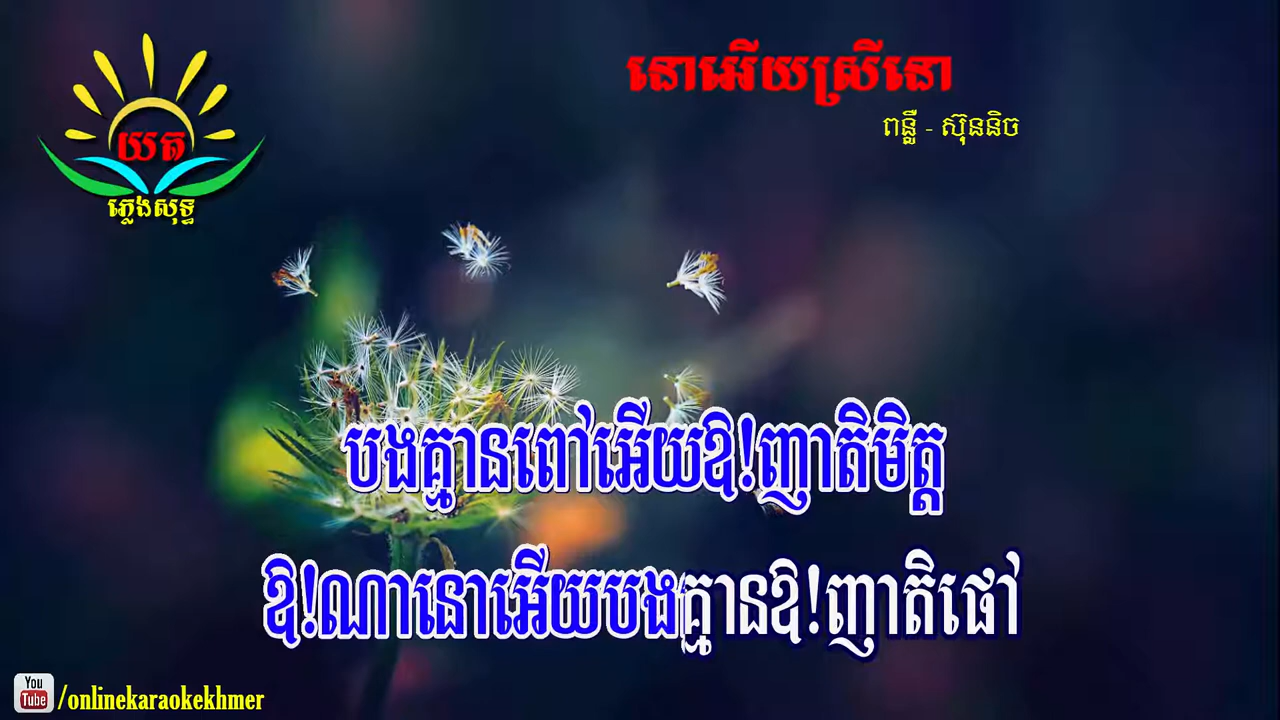 នោអើយស្រីនោ
ពន្លឺ - ស៊ុននិច
យត
ភ្លេងសុទ្ធ
បងគ្មានពៅអើយឱ!ញាតិមិត្ត
ឱ!ណានោអើយបងគ្មានឱ!ញាតិផៅ
You
Tube
/onlinekaraokekhmer